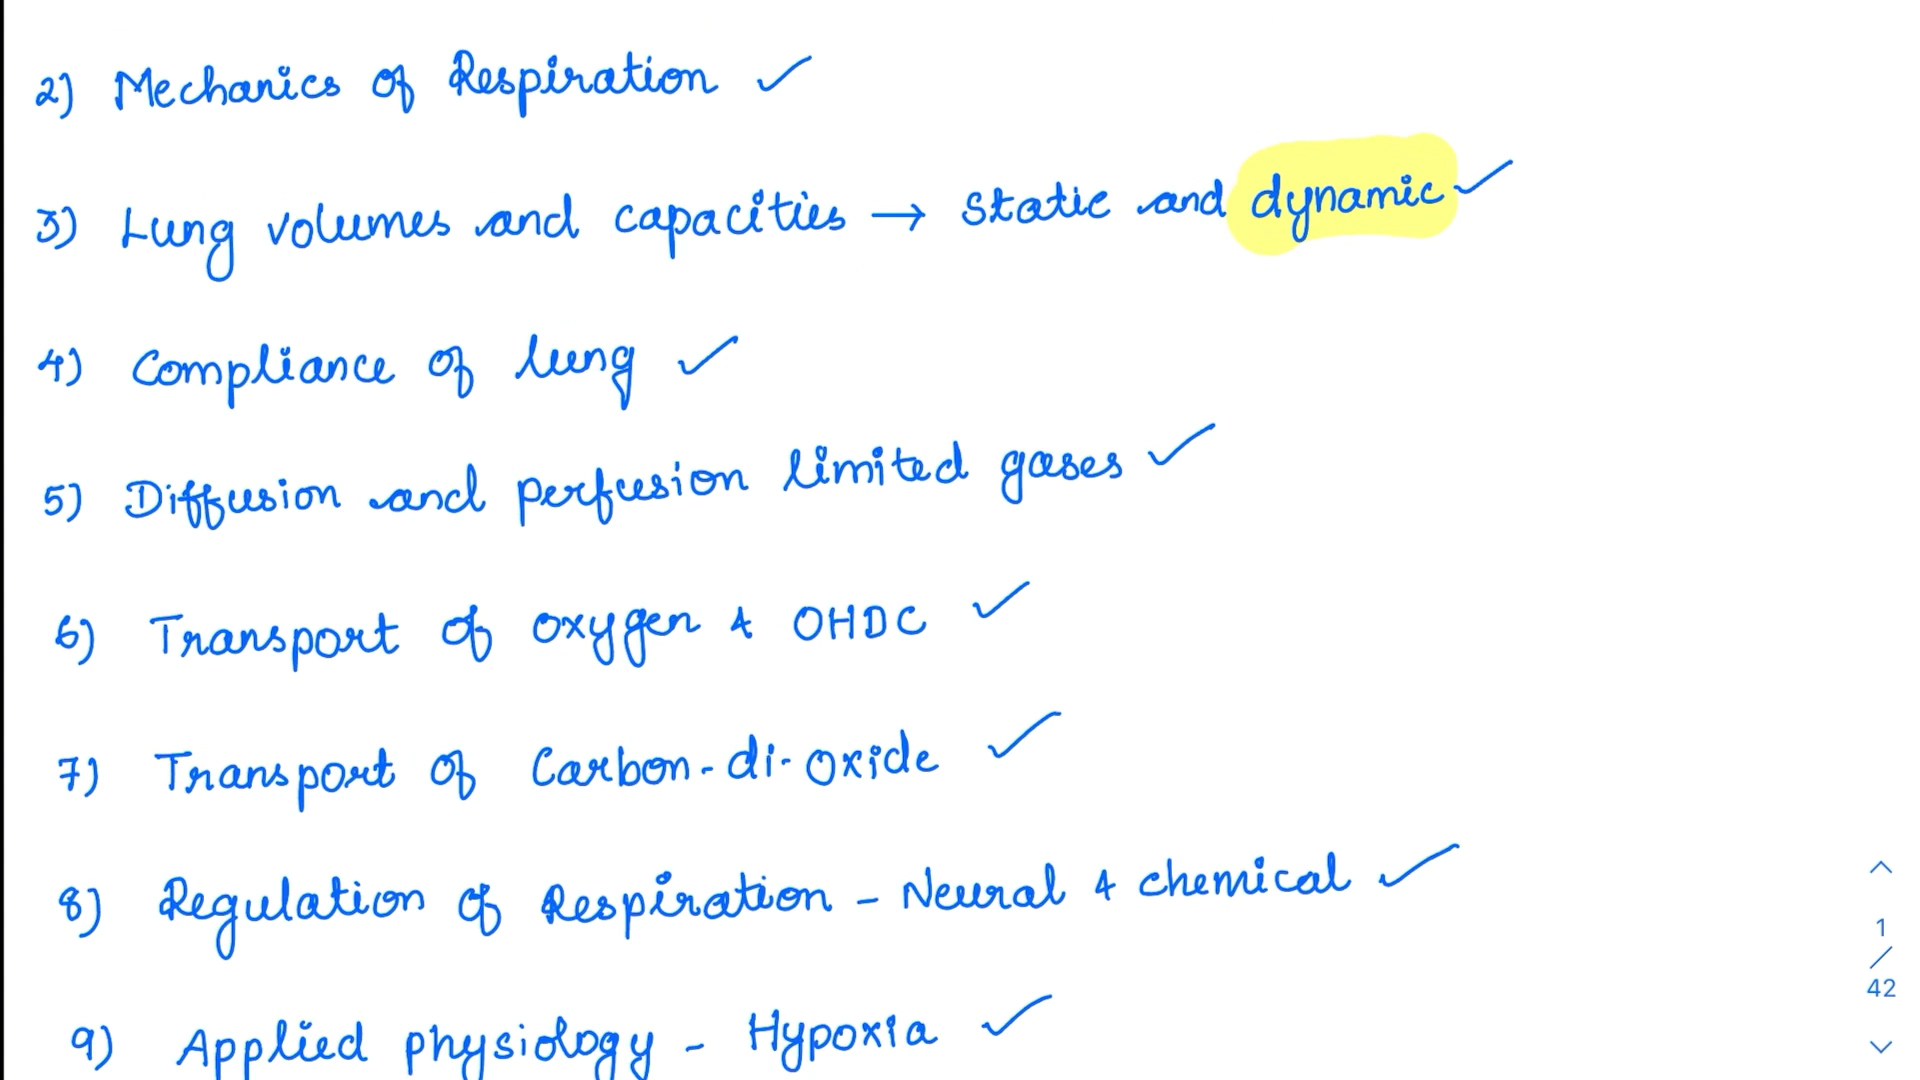 2) Mechanics of Respiration ✓
3) Lung volumes and capacities → static and dynamic ✓
4) Compliance of lung ✓
5) Diffusion and perfusion limited gases ✓
6) Transport of oxygen & OHDC ✓
7) Transport of Carbon-di-oxide ✓
8) Regulation of Respiration - Neural & chemical ✓
9) Applied physiology - Hypoxia ✓
1
/
42